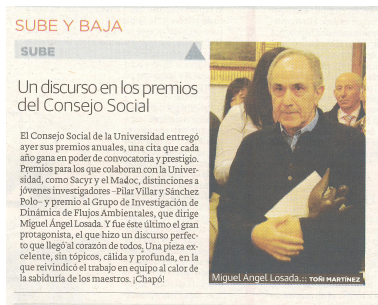 SUBE Y BAJA
SUBE
Un discurso en los premios
del Consejo Social
El Consejo Social de la Universidad entregó
ayer sus premios anuales, una cita que cada
año gana en poder de convocatoria y prestigio.
Premios para los que colaboran con la Univer-
sidad, como Sacyr y el Madoc, distinciones a
jóvenes investigadores –Pilar Villar y Sánchez
Polo– y premio al Grupo de Investigación de
Dinámica de Flujos Ambientales, que dirige
Miguel Ángel Losada. Y fue éste último el gran
protagonista, el que hizo un discurso perfec-
to que llegó al corazón de todos. Una pieza ex-
celente, sin tópicos, cálida y profunda, en la
que reivindicó el trabajo en equipo al calor de
la sabiduría de los maestros. ¡Chapó!
Miguel Ángel Losada. :: TOÑI MARTÍNEZ